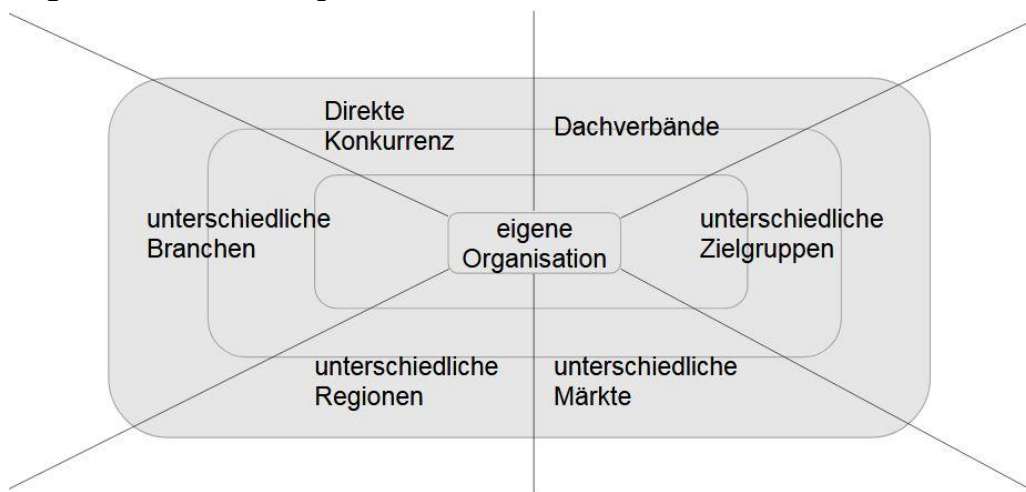 Direkte
Konkurrenz
Dachverbände
unterschiedliche
Branchen
eigene
Organisation
unterschiedliche
Zielgruppen
unterschiedliche
Regionen
unterschiedliche
Märkte